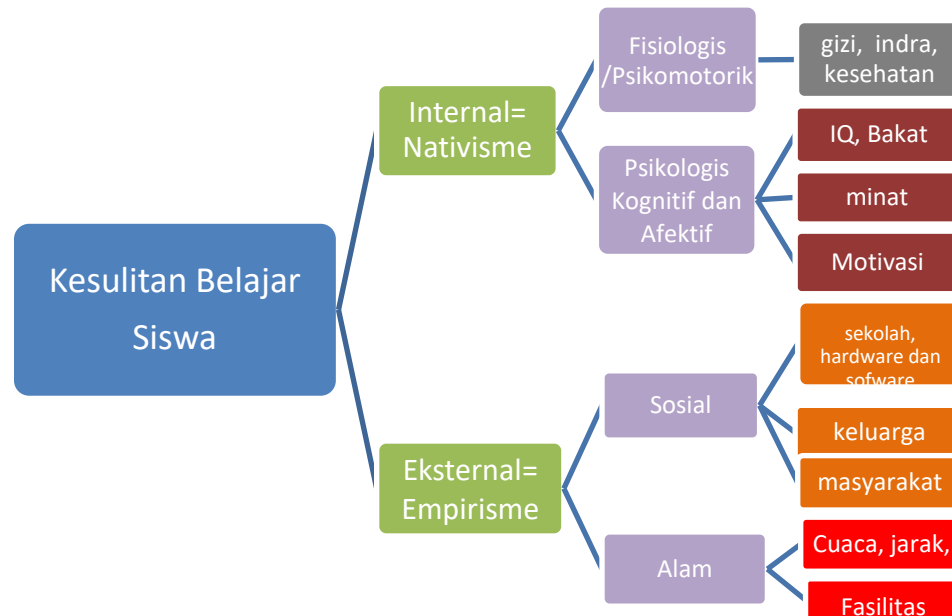 Kesulitan Belajar
Siswa
Internal=
Nativisme
Fisiologis
/Psikomotorik
gizi, indra,
kesehatan
Psikologis
Kognitif dan
Afektif
IQ, Bakat
minat
Motivasi
Eksternal=
Empirisme
Sosial
sekolah,
hardware dan
sofware
keluarga
masyarakat
Alam
Cuaca, jarak,
Fasilitas